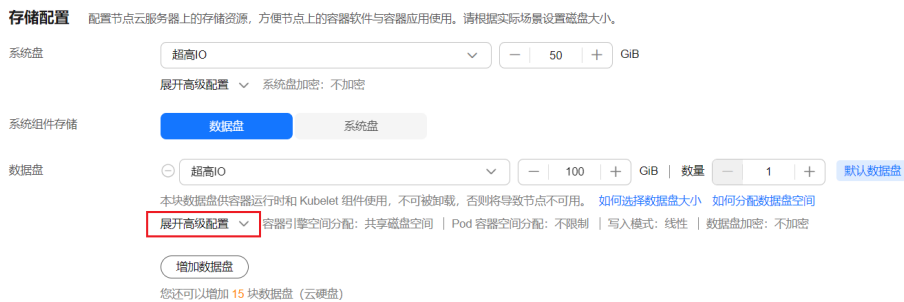 存储配置 配置节点云服务器上的存储资源，方便节点上的容器软件与容器应用使用。请根据实际场景设置磁盘大小。
系统盘 超高IO － 50 ＋ GiB
展开高级配置 系统盘加密：不加密
系统组件存储 数据盘 系统盘
数据盘 超高IO － 100 ＋ GiB | 数量 － 1 ＋ 默认数据盘
本块数据盘供容器运行时和 Kubelet 组件使用，不可被卸载，否则将导致节点不可用。 如何选择数据盘大小 如何分配数据盘空间
展开高级配置 容器引擎空间分配：共享磁盘空间 | Pod 容器空间分配：不限制 | 写入模式：线性 | 数据盘加密：不加密
增加数据盘
您还可以增加 15 块数据盘（云硬盘）